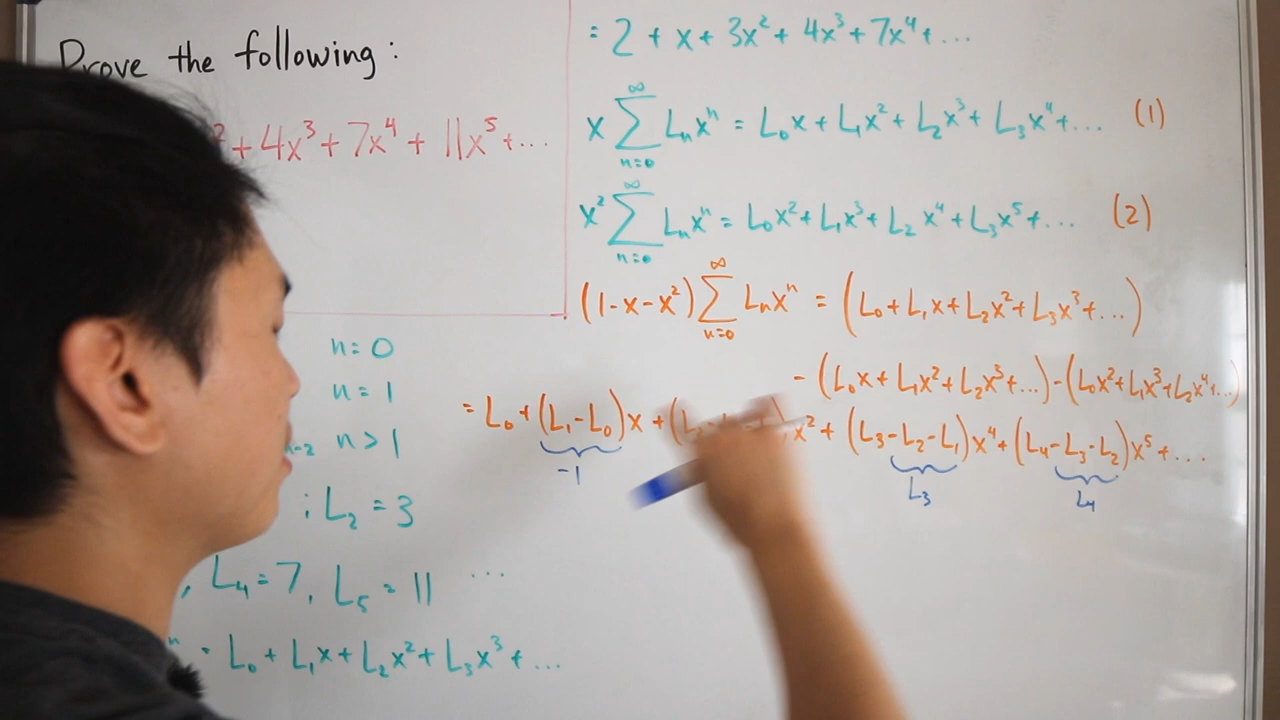 Prove the following :
² + 4x³ + 7x⁴ + 11x⁵ + ...
n = 0
n = 1
n-2 n > 1
; L₂ = 3
, L₄ = 7, L₅ = 11 ...
ⁿ = L₀ + L₁x + L₂x² + L₃x³ + ...
= 2 + x + 3x² + 4x³ + 7x⁴ + ...
x ∑_{n=0}^{∞} Lₙxⁿ = L₀x + L₁x² + L₂x³ + L₃x⁴ + ... (1)
x² ∑_{n=0}^{∞} Lₙxⁿ = L₀x² + L₁x³ + L₂x⁴ + L₃x⁵ + ... (2)
(1-x-x²) ∑_{n=0}^{∞} Lₙxⁿ = (L₀ + L₁x + L₂x² + L₃x³ + ...)
- (L₀x + L₁x² + L₂x³ + ...) - (L₀x² + L₁x³ + L₂x⁴ + ...)
= L₀ + (L₁-L₀)x + ( x² + (L₃-L₂-L₁)x⁴ + (L₄-L₃-L₂)x⁵ + ...
-1 L₃ L₄